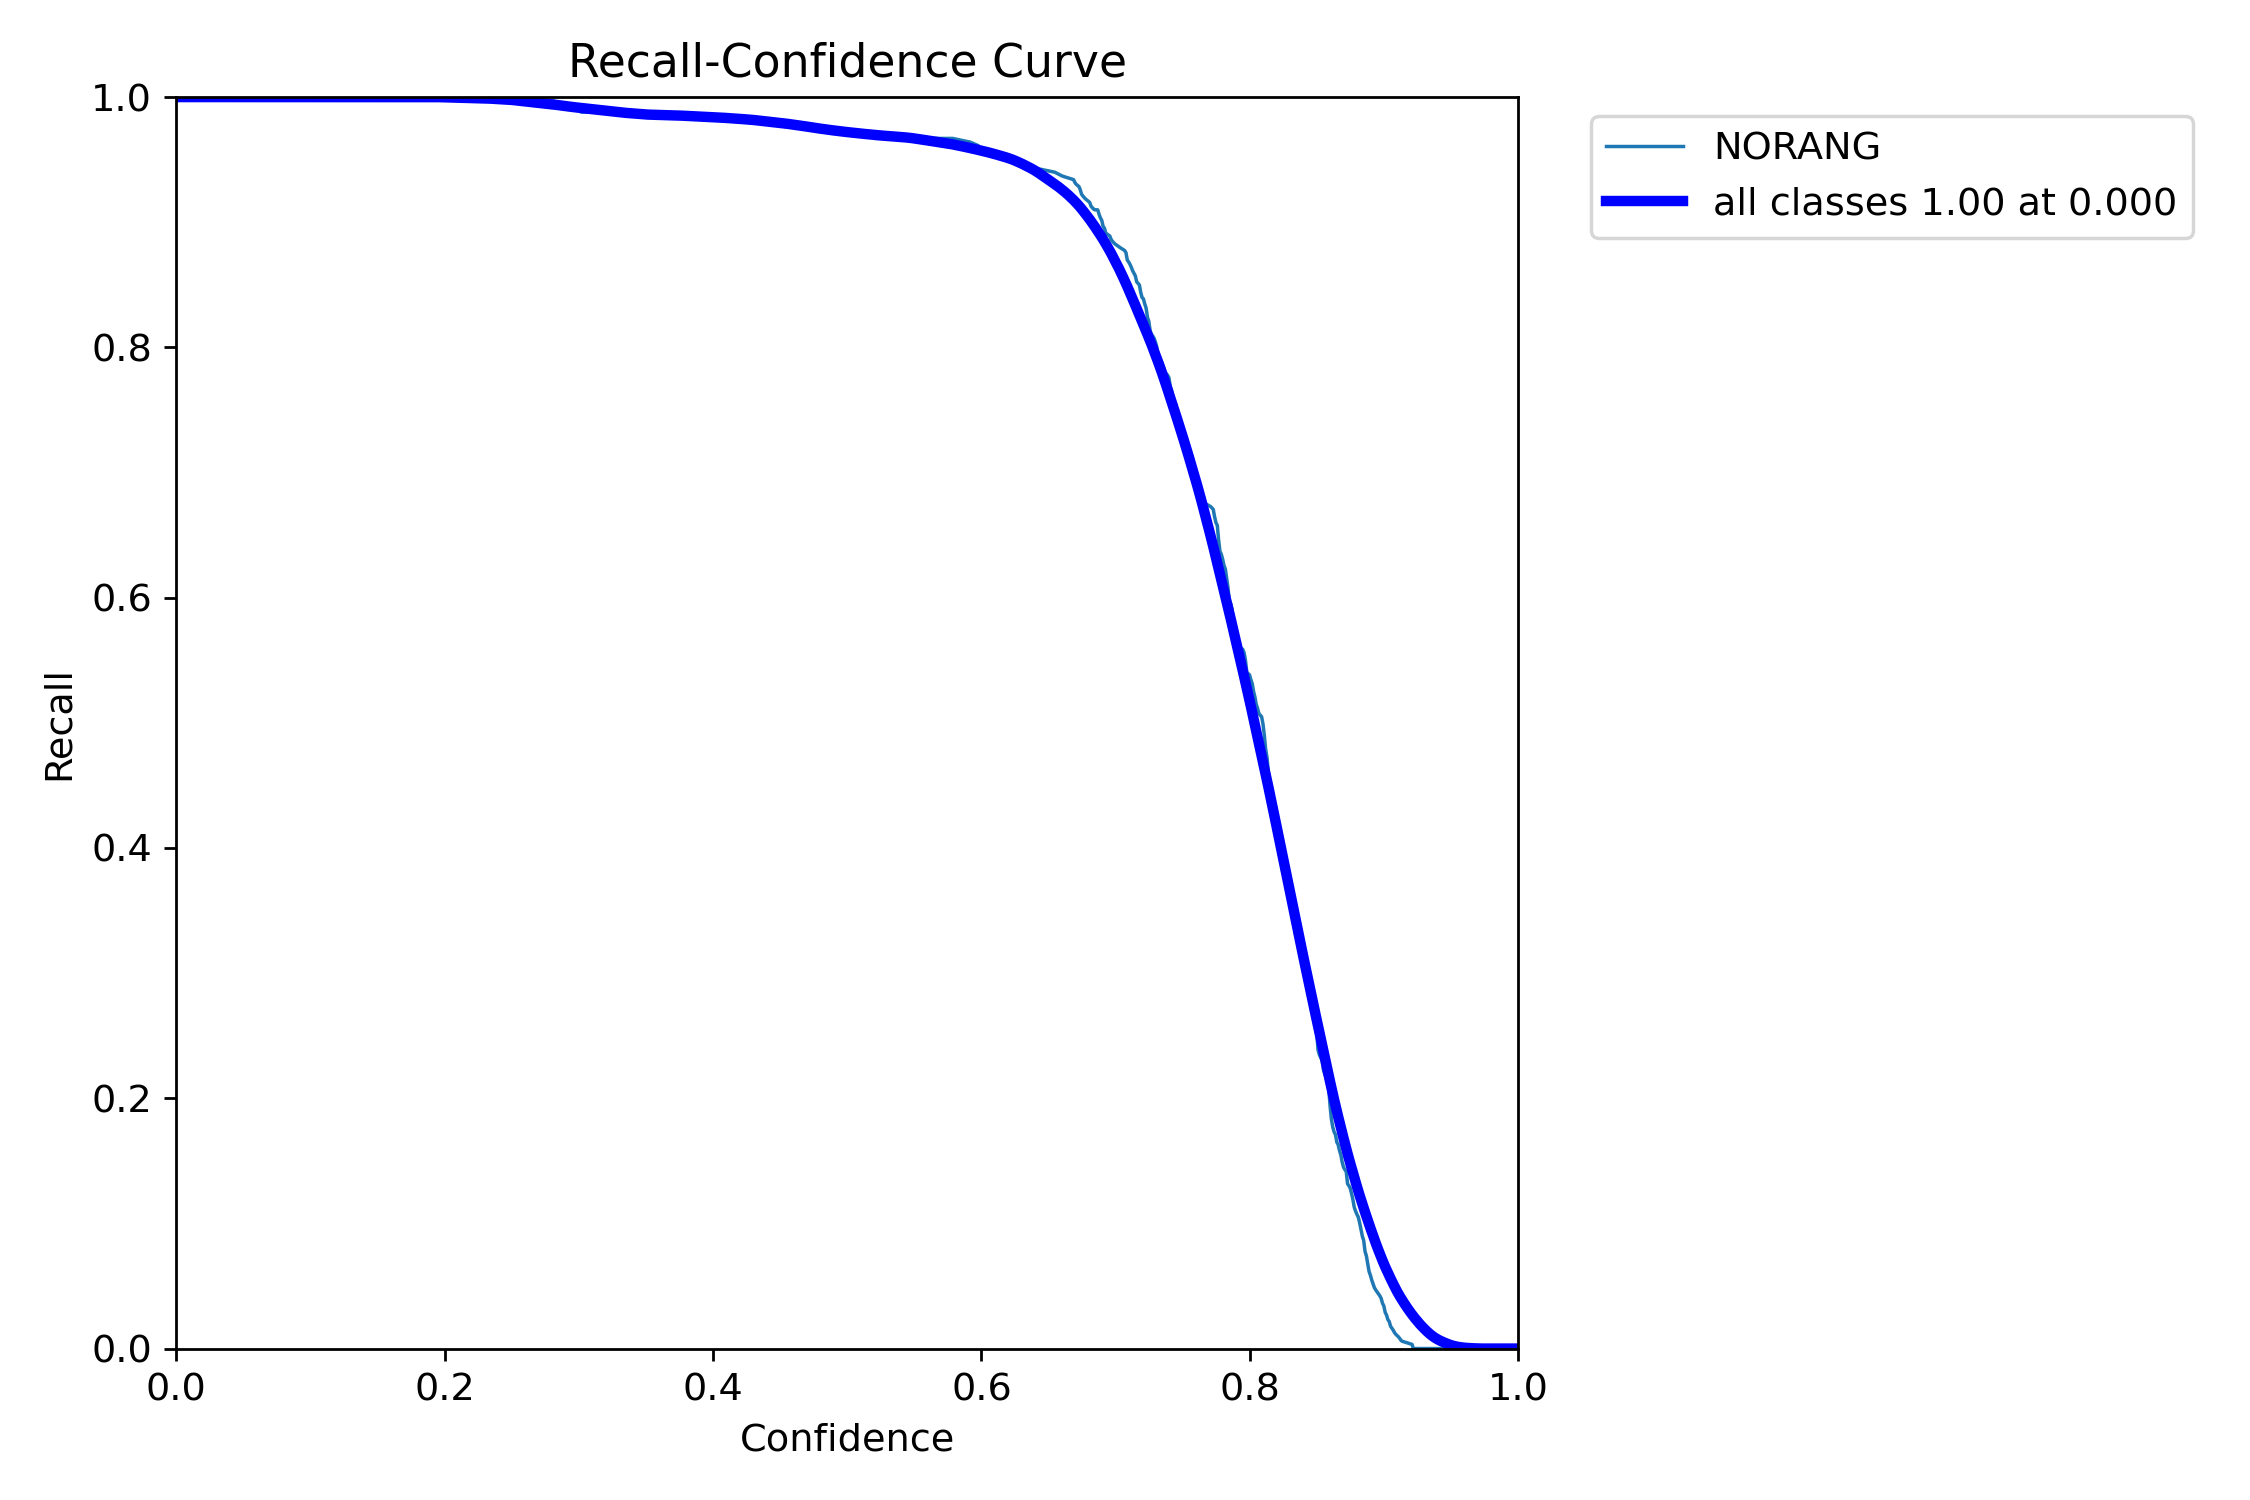 Recall-Confidence Curve
1.0
0.8
0.6
0.4
0.2
0.0
Recall
0.0 0.2 0.4 0.6 0.8 1.0
Confidence
NORANG
all classes 1.00 at 0.000